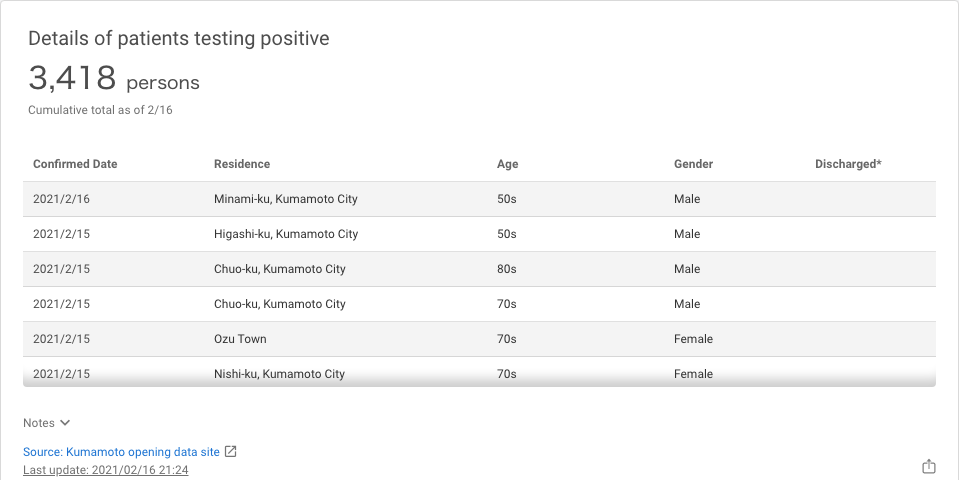 Details of patients testing positive
3,418 persons
Cumulative total as of 2/16
Confirmed Date Residence Age Gender Discharged*
2021/2/16 Minami-ku, Kumamoto City 50s Male
2021/2/15 Higashi-ku, Kumamoto City 50s Male
2021/2/15 Chuo-ku, Kumamoto City 80s Male
2021/2/15 Chuo-ku, Kumamoto City 70s Male
2021/2/15 Ozu Town 70s Female
2021/2/15 Nishi-ku, Kumamoto City 70s Female
Notes
Source: Kumamoto opening data site
Last update: 2021/02/16 21:24